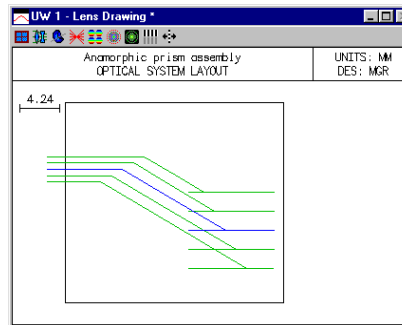 UW 1 - Lens Drawing *
Anamorphic prism assembly
OPTICAL SYSTEM LAYOUT
UNITS: MM
DES: MGR
4.24